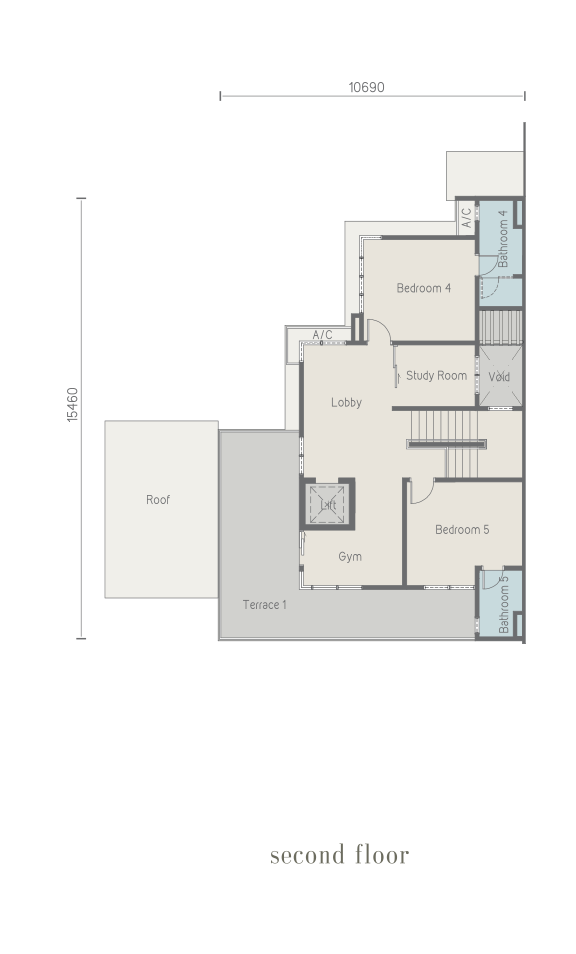 10690
A/C
Bathroom 4
Bedroom 4
A/C
Study Room
Void
15460
Lobby
Roof
Lift
Bedroom 5
Gym
Terrace 1
Bathroom 5
second floor